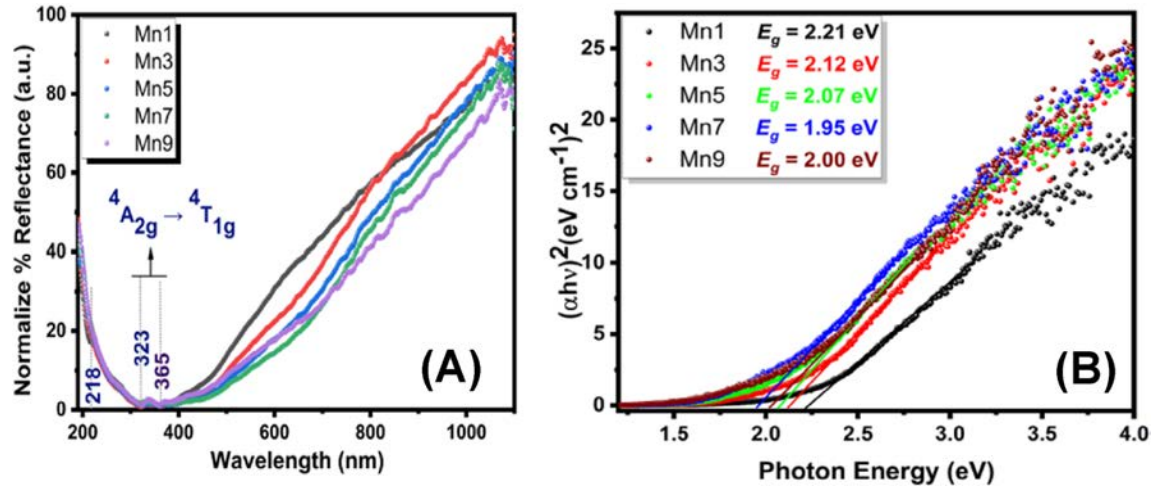 Normalize % Reflectance (a.u.)
100
80
60
40
20
0
Mn1
Mn3
Mn5
Mn7
Mn9
⁴A₂g → ⁴T₁g
218
323
365
(A)
200 400 600 800 1000
Wavelength (nm)
(αhν)²(eV cm⁻¹)²
25
20
15
10
5
0
Mn1 Eg = 2.21 eV
Mn3 Eg = 2.12 eV
Mn5 Eg = 2.07 eV
Mn7 Eg = 1.95 eV
Mn9 Eg = 2.00 eV
(B)
1.5 2.0 2.5 3.0 3.5 4.0
Photon Energy (eV)